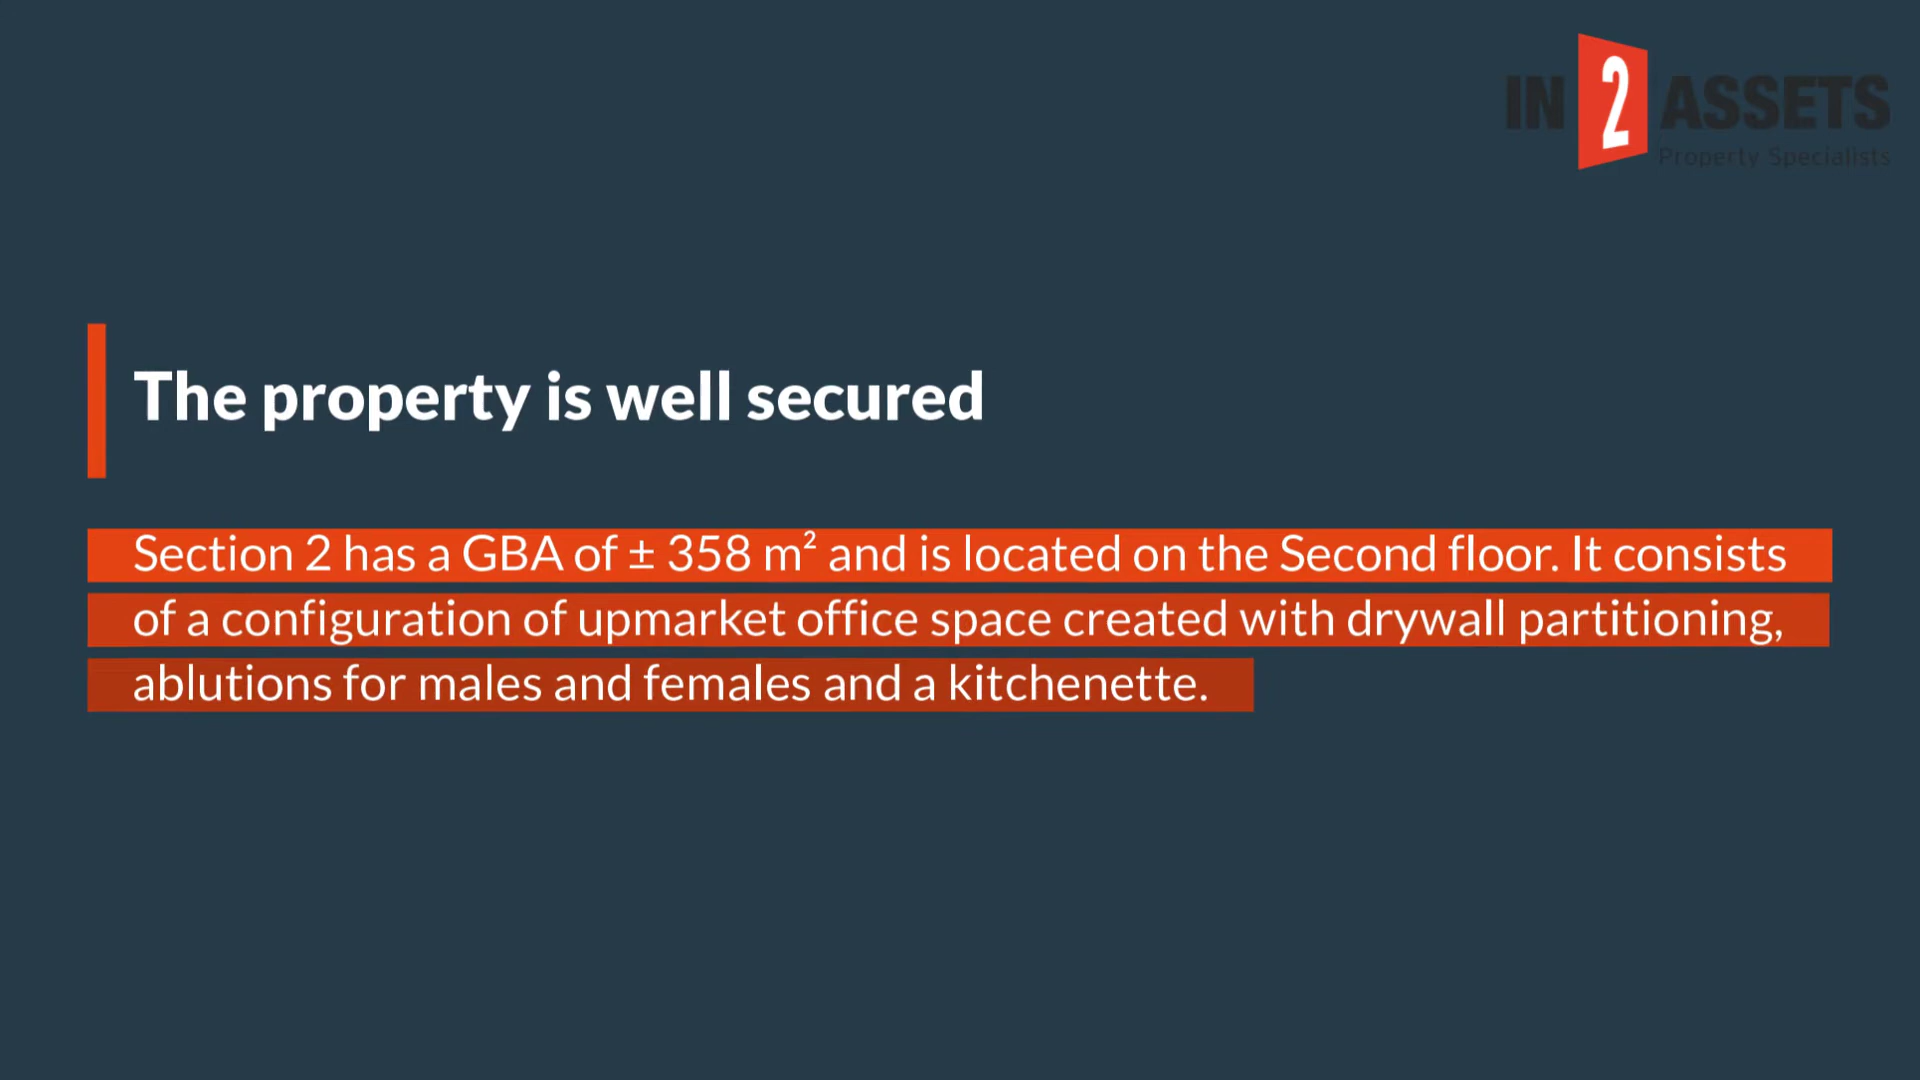 IN 2 ASSETS
Property Specialists
The property is well secured
Section 2 has a GBA of ± 358 m² and is located on the Second floor. It consists
of a configuration of upmarket office space created with drywall partitioning,
ablutions for males and females and a kitchenette.